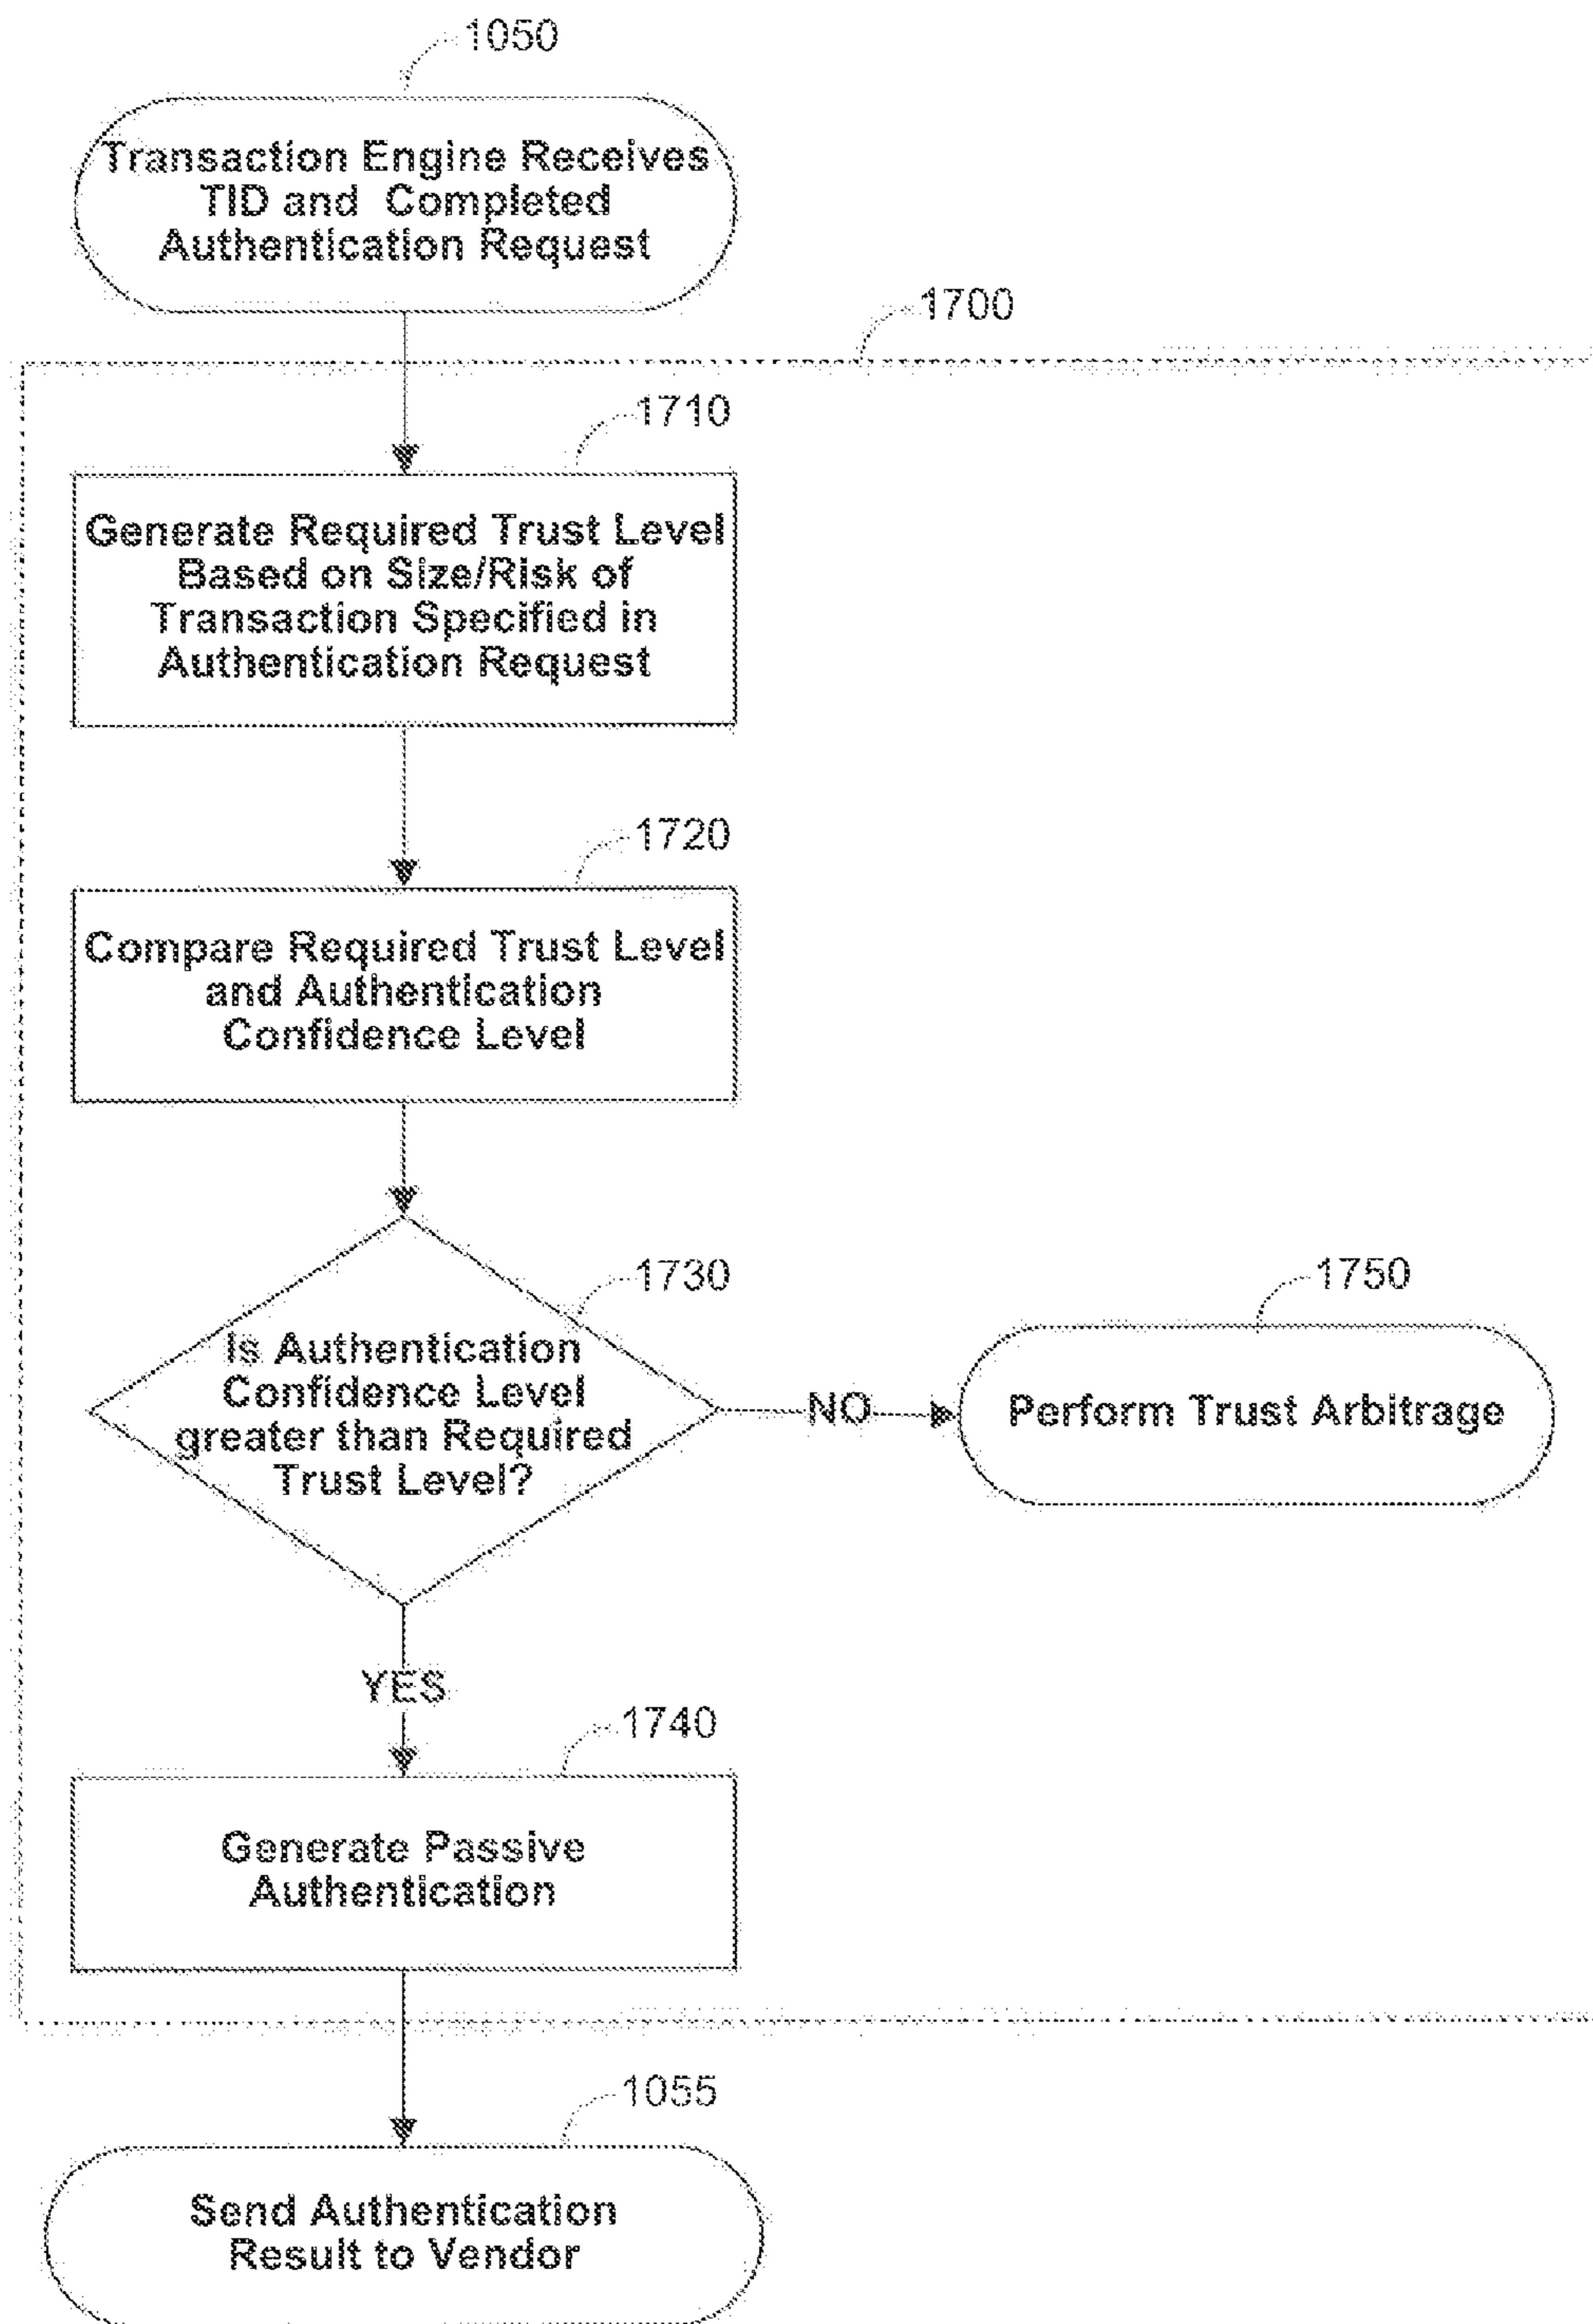 1050
Transaction Engine Receives
TID and Completed
Authentication Request
1700
1710
Generate Required Trust Level
Based on Size/Risk of
Transaction Specified in
Authentication Request
1720
Compare Required Trust Level
and Authentication
Confidence Level
1730
Is Authentication
Confidence Level
greater than Required
Trust Level?
NO
1750
Perform Trust Arbitrage
YES
1740
Generate Passive
Authentication
1055
Send Authentication
Result to Vendor